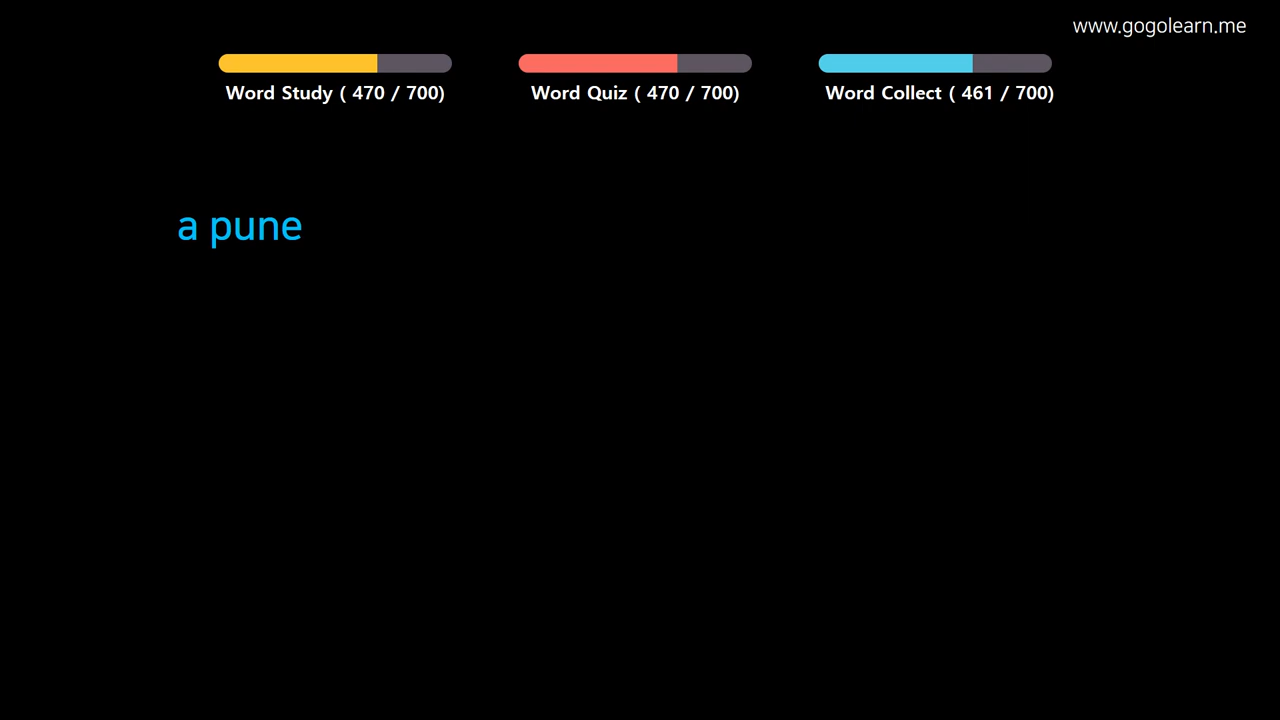 www.gogolearn.me
Word Study ( 470 / 700)
Word Quiz ( 470 / 700)
Word Collect ( 461 / 700)
a pune